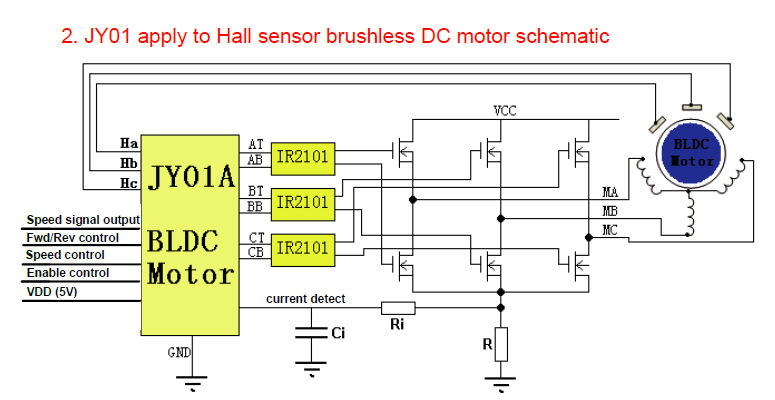 2. JY01 apply to Hall sensor brushless DC motor schematic
VCC
Ha
Hb
Hc
JY01A
BLDC
Motor
AT
AB
IR2101
BT
BB
IR2101
CT
CB
IR2101
BLDC
Motor
MA
MB
MC
Speed signal output
Fwd/Rev control
Speed control
Enable control
VDD (5V)
current detect
Ri
Ci
R
GND